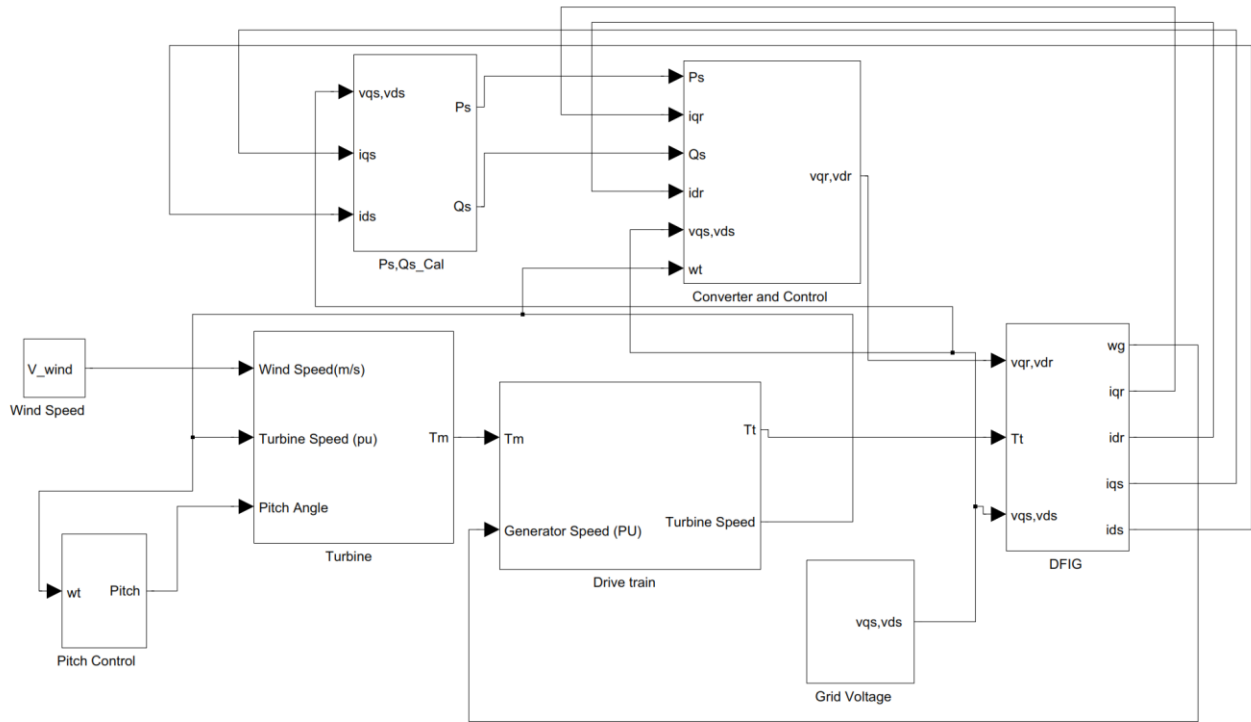 vqs,vds
iqs
ids
Ps
Qs
Ps,Qs_Cal
Ps
iqr
Qs
idr
vqs,vds
wt
vqr,vdr
Converter and Control
V_wind
Wind Speed
Wind Speed(m/s)
Turbine Speed (pu)
Pitch Angle
Tm
Turbine
wt
Pitch
Pitch Control
Tm
Generator Speed (PU)
Tt
Turbine Speed
Drive train
vqs,vds
Grid Voltage
vqr,vdr
Tt
vqs,vds
wg
iqr
idr
iqs
ids
DFIG